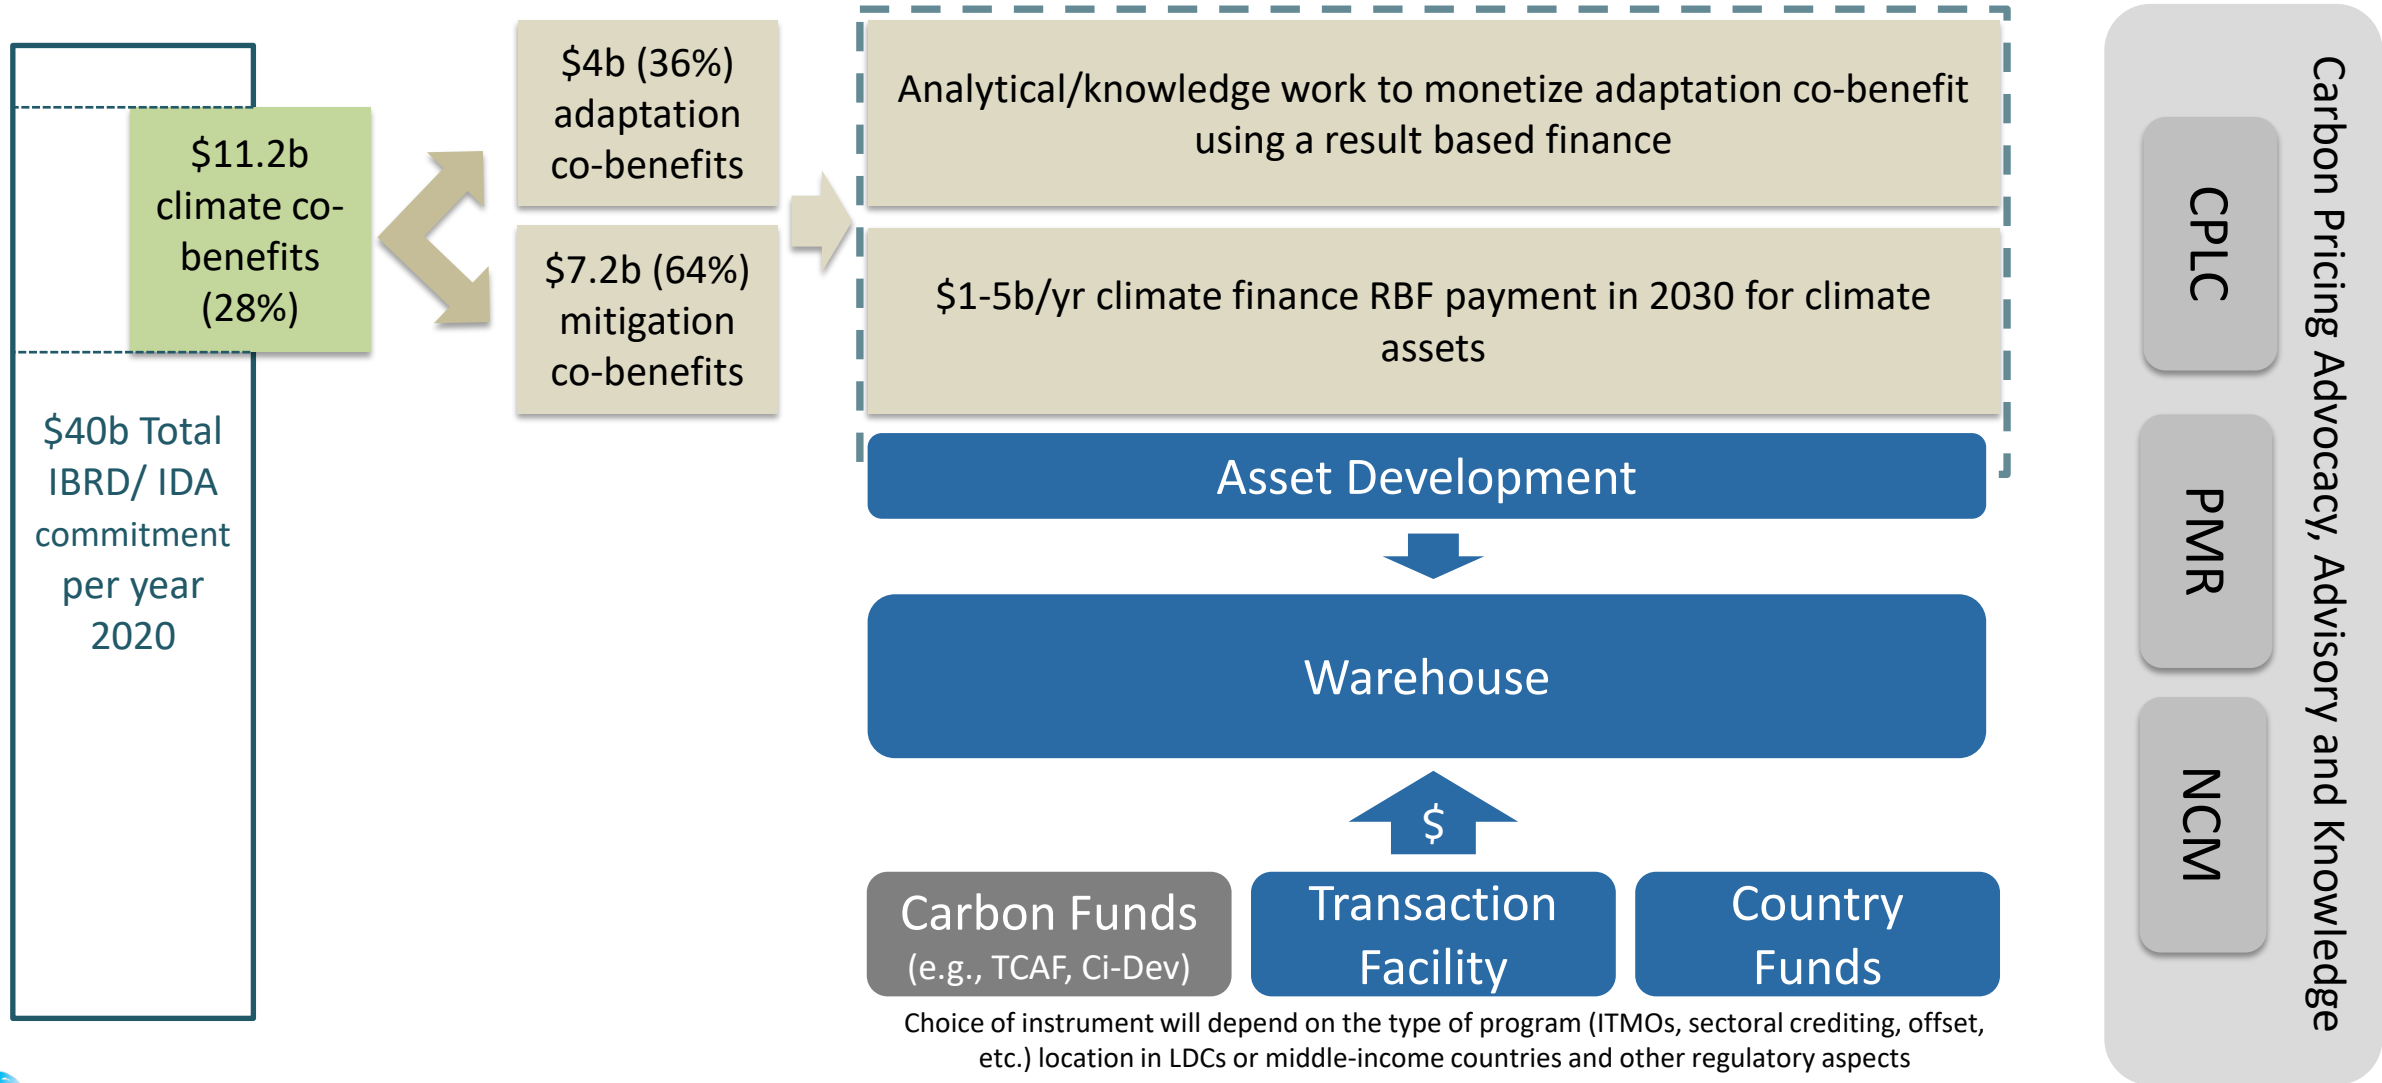 $40b Total
IBRD/ IDA
commitment
per year
2020
$11.2b
climate co-
benefits
(28%)
$4b (36%)
adaptation
co-benefits
$7.2b (64%)
mitigation
co-benefits
Analytical/knowledge work to monetize adaptation co-benefit
using a result based finance
$1-5b/yr climate finance RBF payment in 2030 for climate
assets
Asset Development
Warehouse
$
Carbon Funds
(e.g., TCAF, Ci-Dev)
Transaction
Facility
Country
Funds
Choice of instrument will depend on the type of program (ITMOs, sectoral crediting, offset,
etc.) location in LDCs or middle-income countries and other regulatory aspects
Carbon Pricing Advocacy, Advisory and Knowledge
CPLC
PMR
NCM